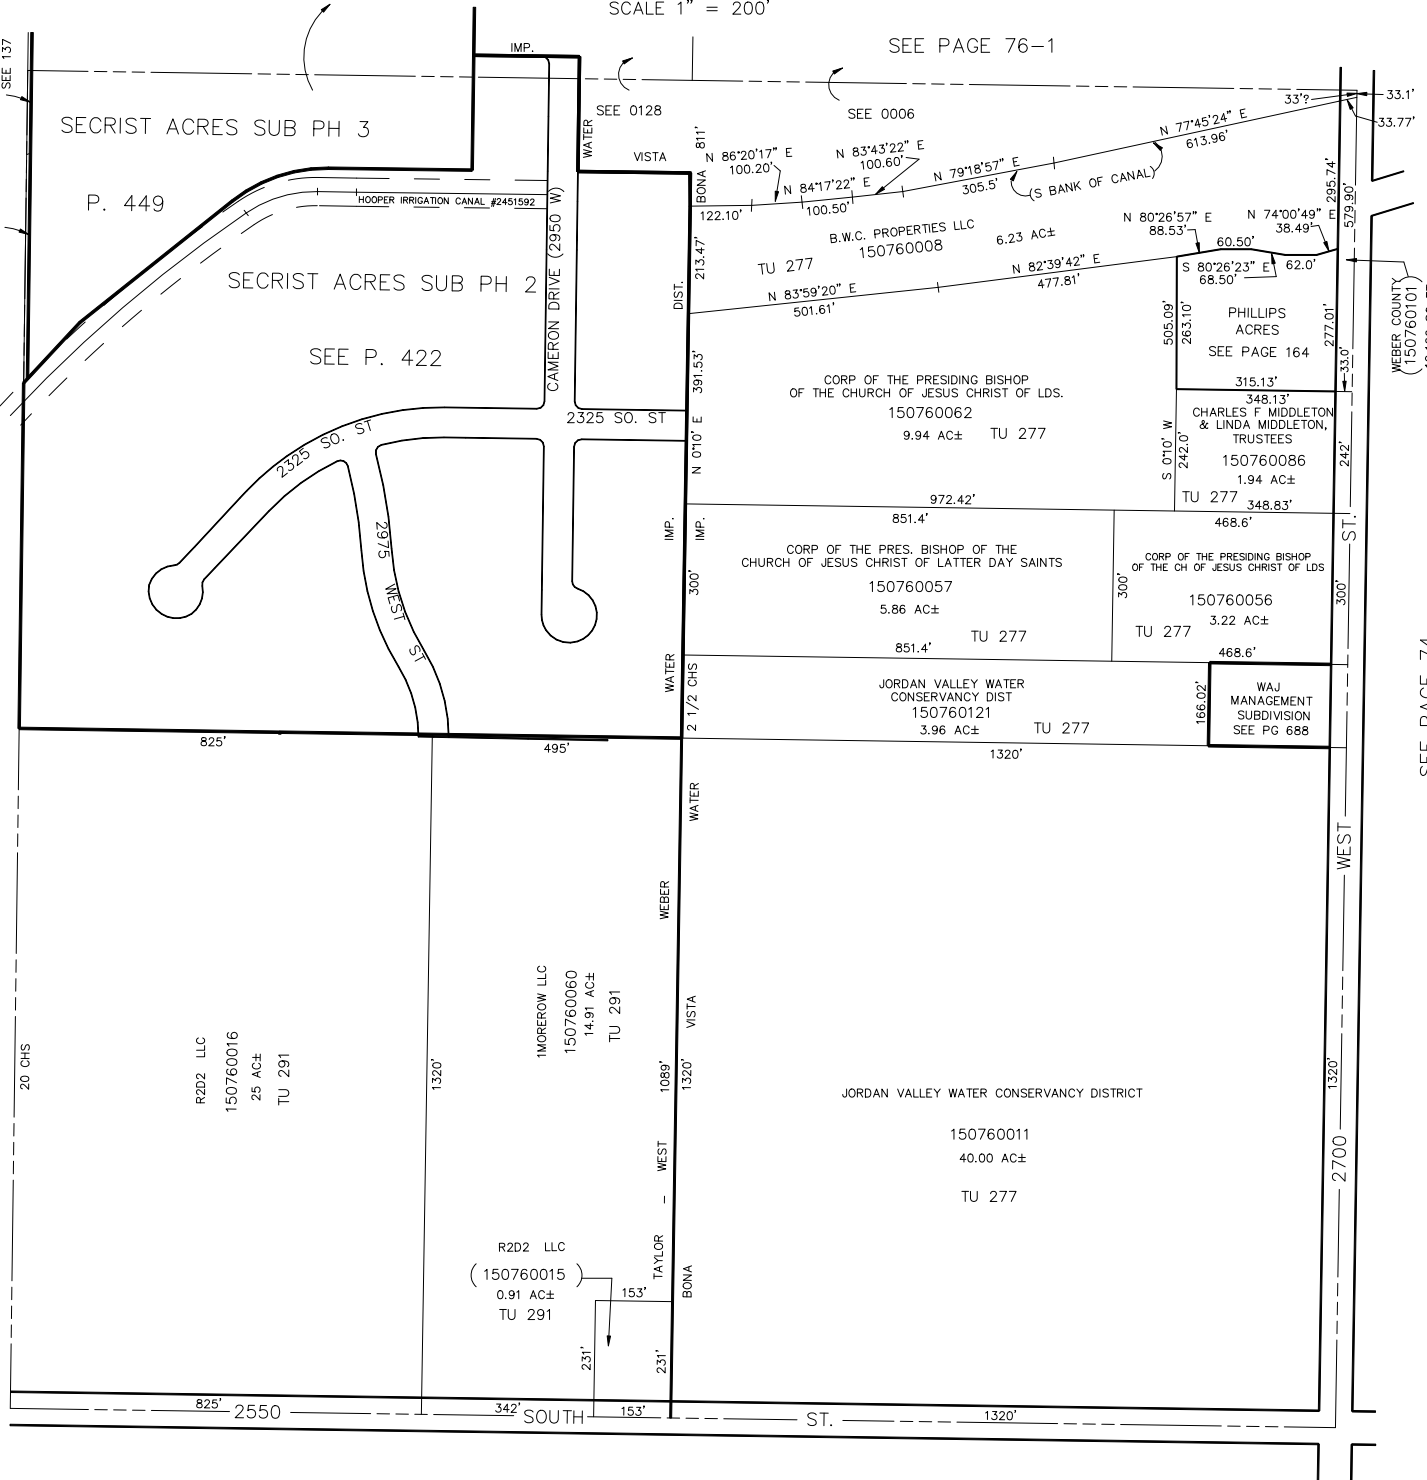 SCALE 1" = 200'
SEE PAGE 76-1
SEE 137
IMP.
SEE 0128
SEE 0006
33'?
33.1'
33.77'
SECRIST ACRES SUB PH 3
P. 449
WATER
VISTA
811'
BONA
N 86°20'17" E
100.20'
N 83°43'22" E
100.60'
N 84°17'22" E
100.50'
122.10'
N 79°18'57" E
305.5'
N 77°45'24" E
613.96'
(S BANK OF CANAL)
295.74'
579.90'
HOOPER IRRIGATION CANAL #2451592
CAMERON DRIVE (2950 W)
B.W.C. PROPERTIES LLC
150760008
6.23 AC±
TU 277
213.47'
DIST.
N 80°26'57" E
88.53'
N 74°00'49" E
38.49'
60.50'
62.0'
S 80°26'23" E
68.50'
N 82°39'42" E
477.81'
N 83°59'20" E
501.61'
SECRIST ACRES SUB PH 2
SEE P. 422
WEBER COUNTY
(150760101)
505.09'
263.10'
PHILLIPS
ACRES
SEE PAGE 164
277.01'
33.0'
315.13'
348.13'
391.53'
N 0°10' E
CORP OF THE PRESIDING BISHOP
OF THE CHURCH OF JESUS CHRIST OF LDS.
150760062
9.94 AC±
TU 277
S 0°10' W
242.0'
CHARLES F MIDDLETON
& LINDA MIDDLETON,
TRUSTEES
150760086
1.94 AC±
TU 277
348.83'
242'
2325 SO. ST
2325 SO. ST
2975 WEST ST
972.42'
851.4'
468.6'
ST.
IMP.
IMP.
300'
CORP OF THE PRES. BISHOP OF THE
CHURCH OF JESUS CHRIST OF LATTER DAY SAINTS
150760057
5.86 AC±
TU 277
851.4'
300'
CORP OF THE PRESIDING BISHOP
OF THE CH OF JESUS CHRIST OF LDS
150760056
3.22 AC±
TU 277
468.6'
300'
WATER
2 1/2 CHS
JORDAN VALLEY WATER
CONSERVANCY DIST
150760121
3.96 AC±
TU 277
166.02'
WAJ
MANAGEMENT
SUBDIVISION
SEE PG 688
825'
495'
1320'
WATER
WEST
WEBER
VISTA
20 CHS
R2D2 LLC
150760016
25 AC±
TU 291
1320'
1MOREROW LLC
150760060
14.91 AC±
TU 291
1089'
1320'
JORDAN VALLEY WATER CONSERVANCY DISTRICT
150760011
40.00 AC±
TU 277
1320'
2700
WEST
-
TAYLOR
BONA
R2D2 LLC
(150760015)
0.91 AC±
TU 291
153'
231'
231'
825'
2550
342'
SOUTH
153'
ST.
1320'